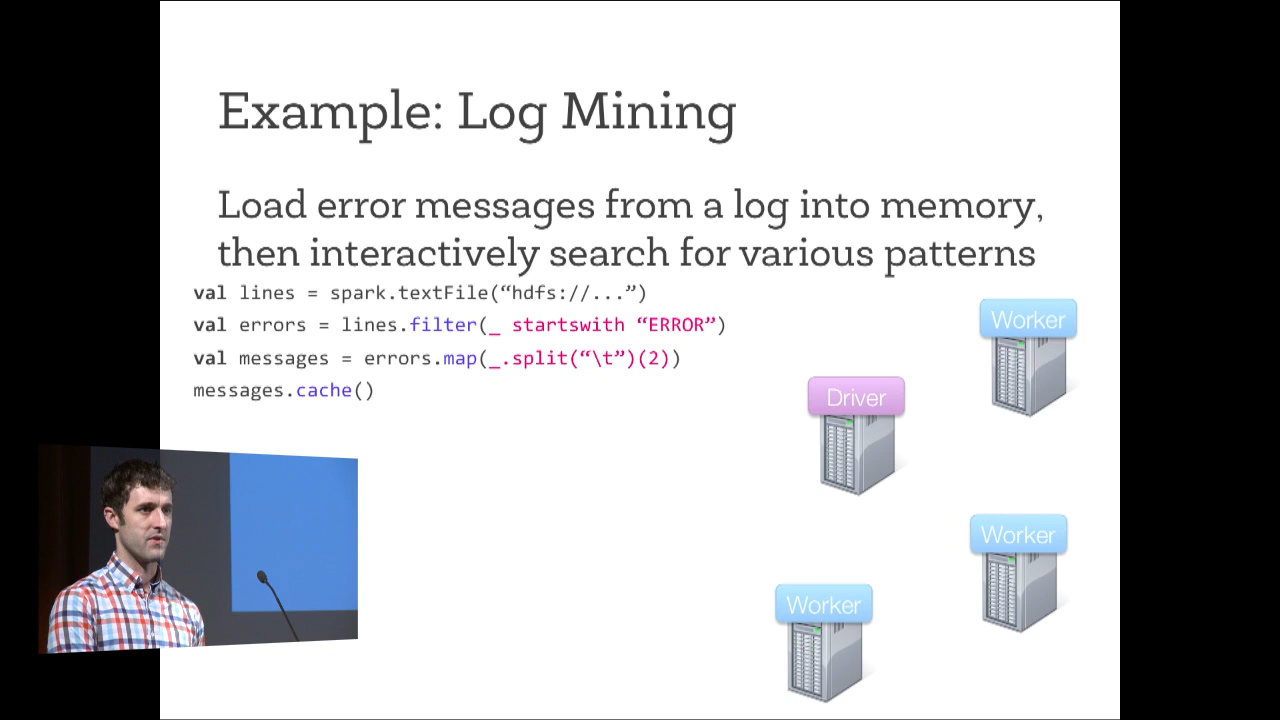 Example: Log Mining
Load error messages from a log into memory,
then interactively search for various patterns
val lines = spark.textFile(“hdfs://...”)
val errors = lines.filter(_ startswith “ERROR”)
val messages = errors.map(_.split(“\t”)(2))
messages.cache()
Worker
Driver
Worker
Worker